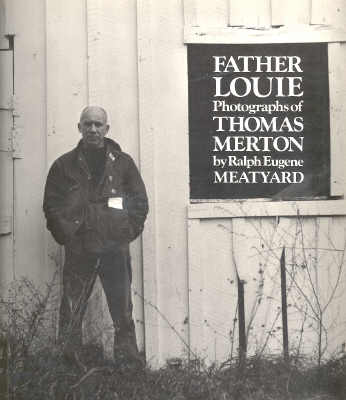 FATHER
LOUIE
Photographs of
THOMAS
MERTON
by Ralph Eugene
MEATYARD